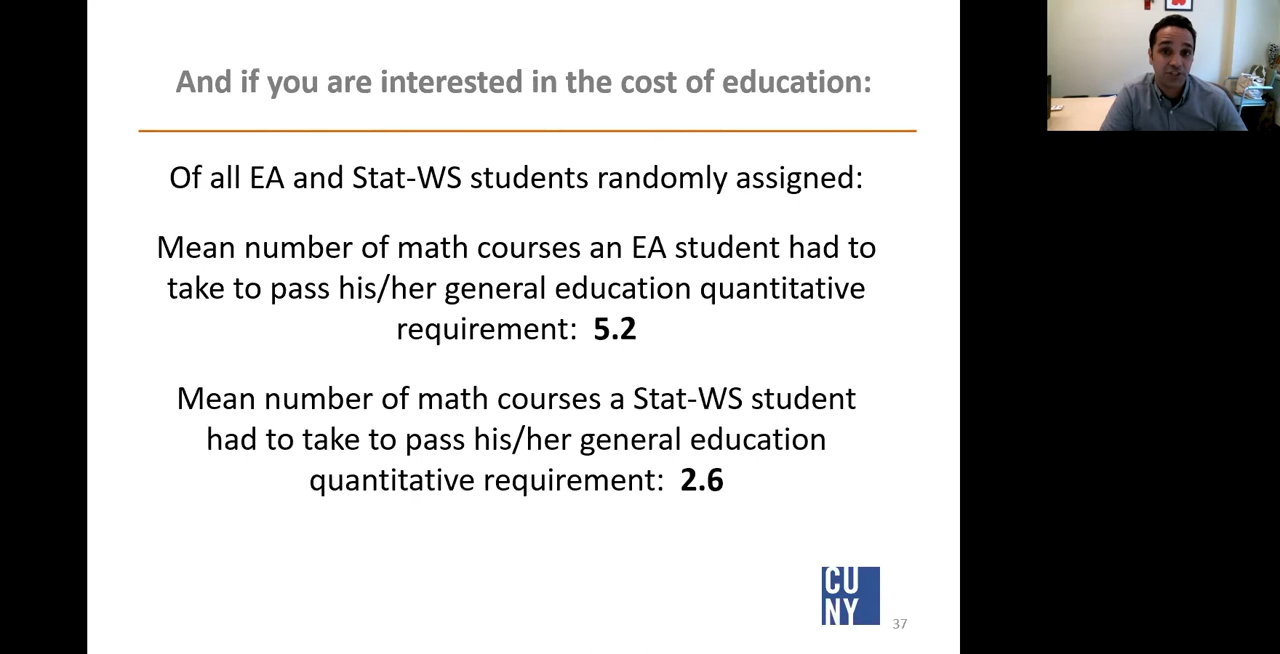 And if you are interested in the cost of education:
Of all EA and Stat-WS students randomly assigned:
Mean number of math courses an EA student had to
take to pass his/her general education quantitative
requirement:  5.2
Mean number of math courses a Stat-WS student
had to take to pass his/her general education
quantitative requirement:  2.6
CU
NY
37